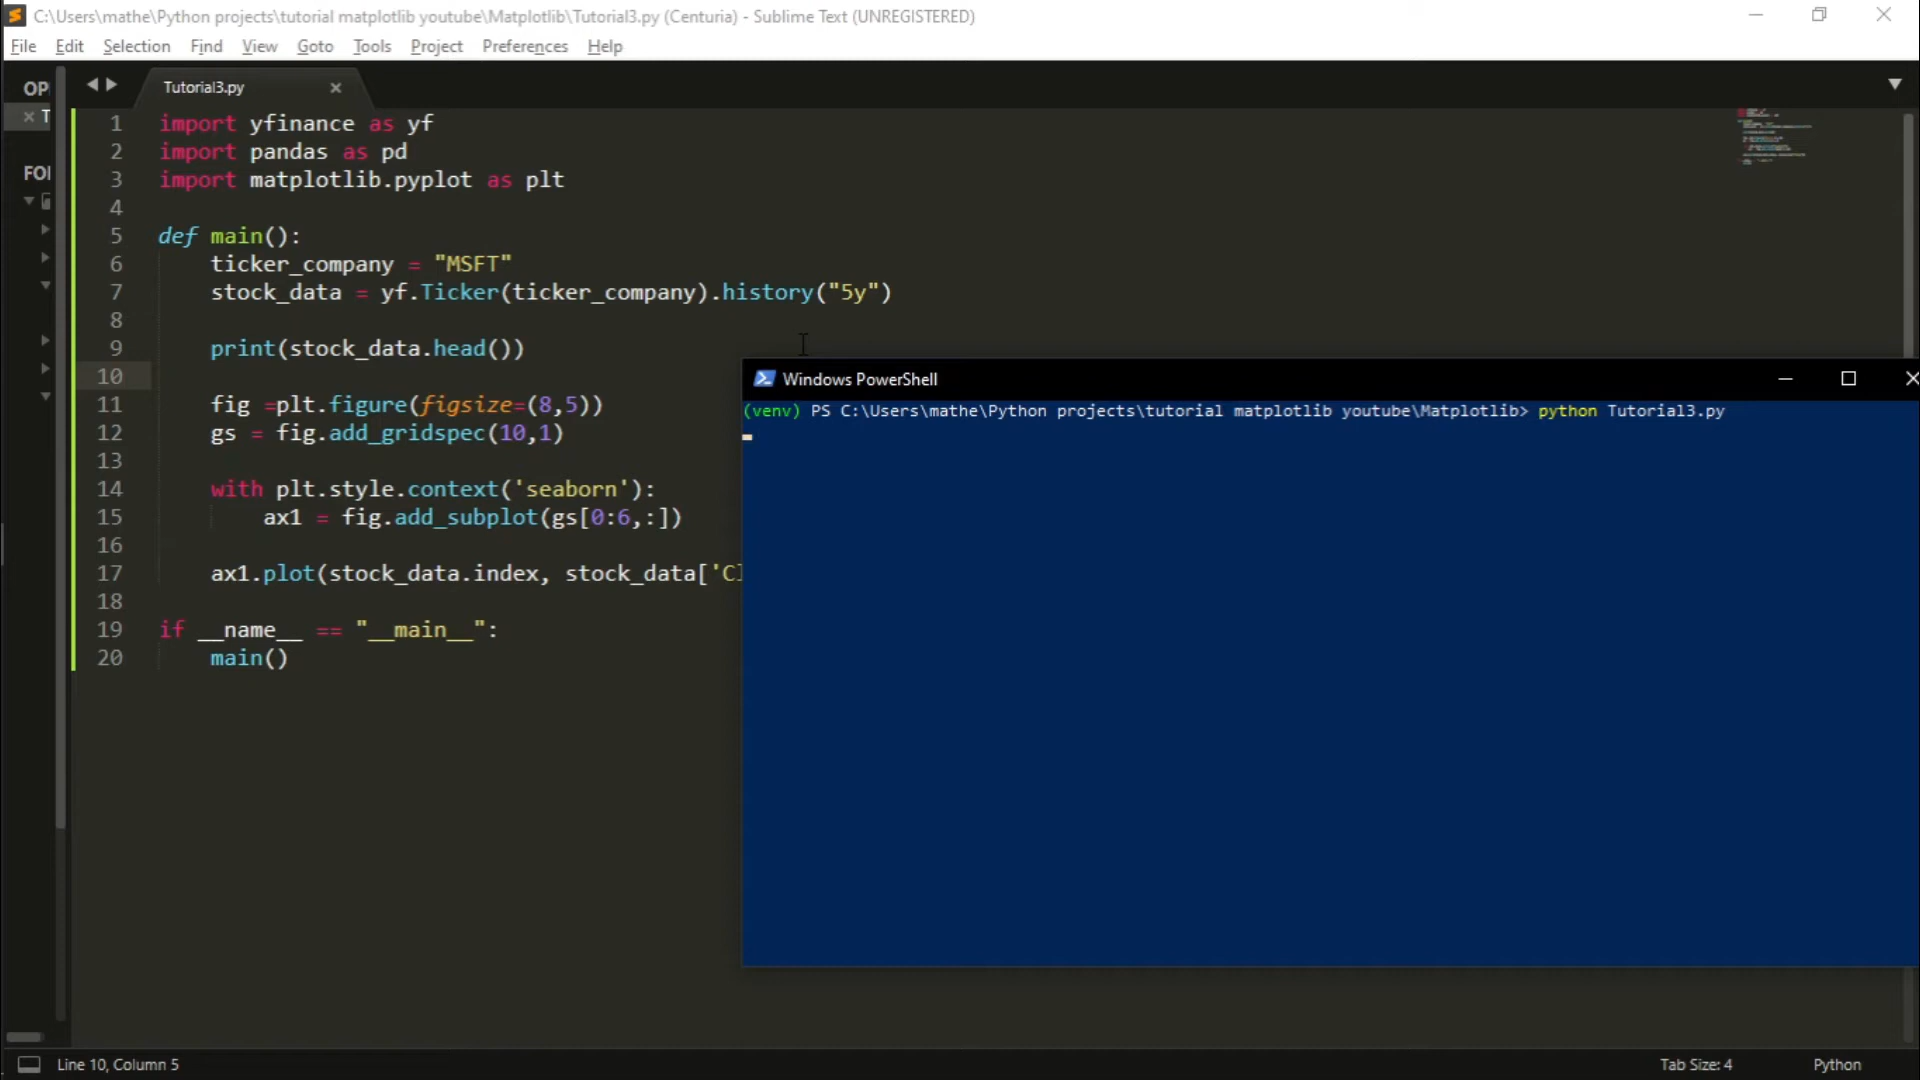 C:\Users\mathe\Python projects\tutorial matplotlib youtube\Matplotlib\Tutorial3.py (Centuria) - Sublime Text (UNREGISTERED)
File Edit Selection Find View Goto Tools Project Preferences Help
OP
Tutorial3.py
T
FO
1 import yfinance as yf
2 import pandas as pd
3 import matplotlib.pyplot as plt
4
5 def main():
6 ticker_company = "MSFT"
7 stock_data = yf.Ticker(ticker_company).history("5y")
8
9 print(stock_data.head())
10
11 fig =plt.figure(figsize=(8,5))
12 gs = fig.add_gridspec(10,1)
13
14 with plt.style.context('seaborn'):
15 ax1 = fig.add_subplot(gs[0:6,:])
16
17 ax1.plot(stock_data.index, stock_data['Cl
18
19 if __name__ == "__main__":
20 main()
Windows PowerShell
(venv) PS C:\Users\mathe\Python projects\tutorial matplotlib youtube\Matplotlib> python Tutorial3.py
Line 10, Column 5
Tab Size: 4
Python